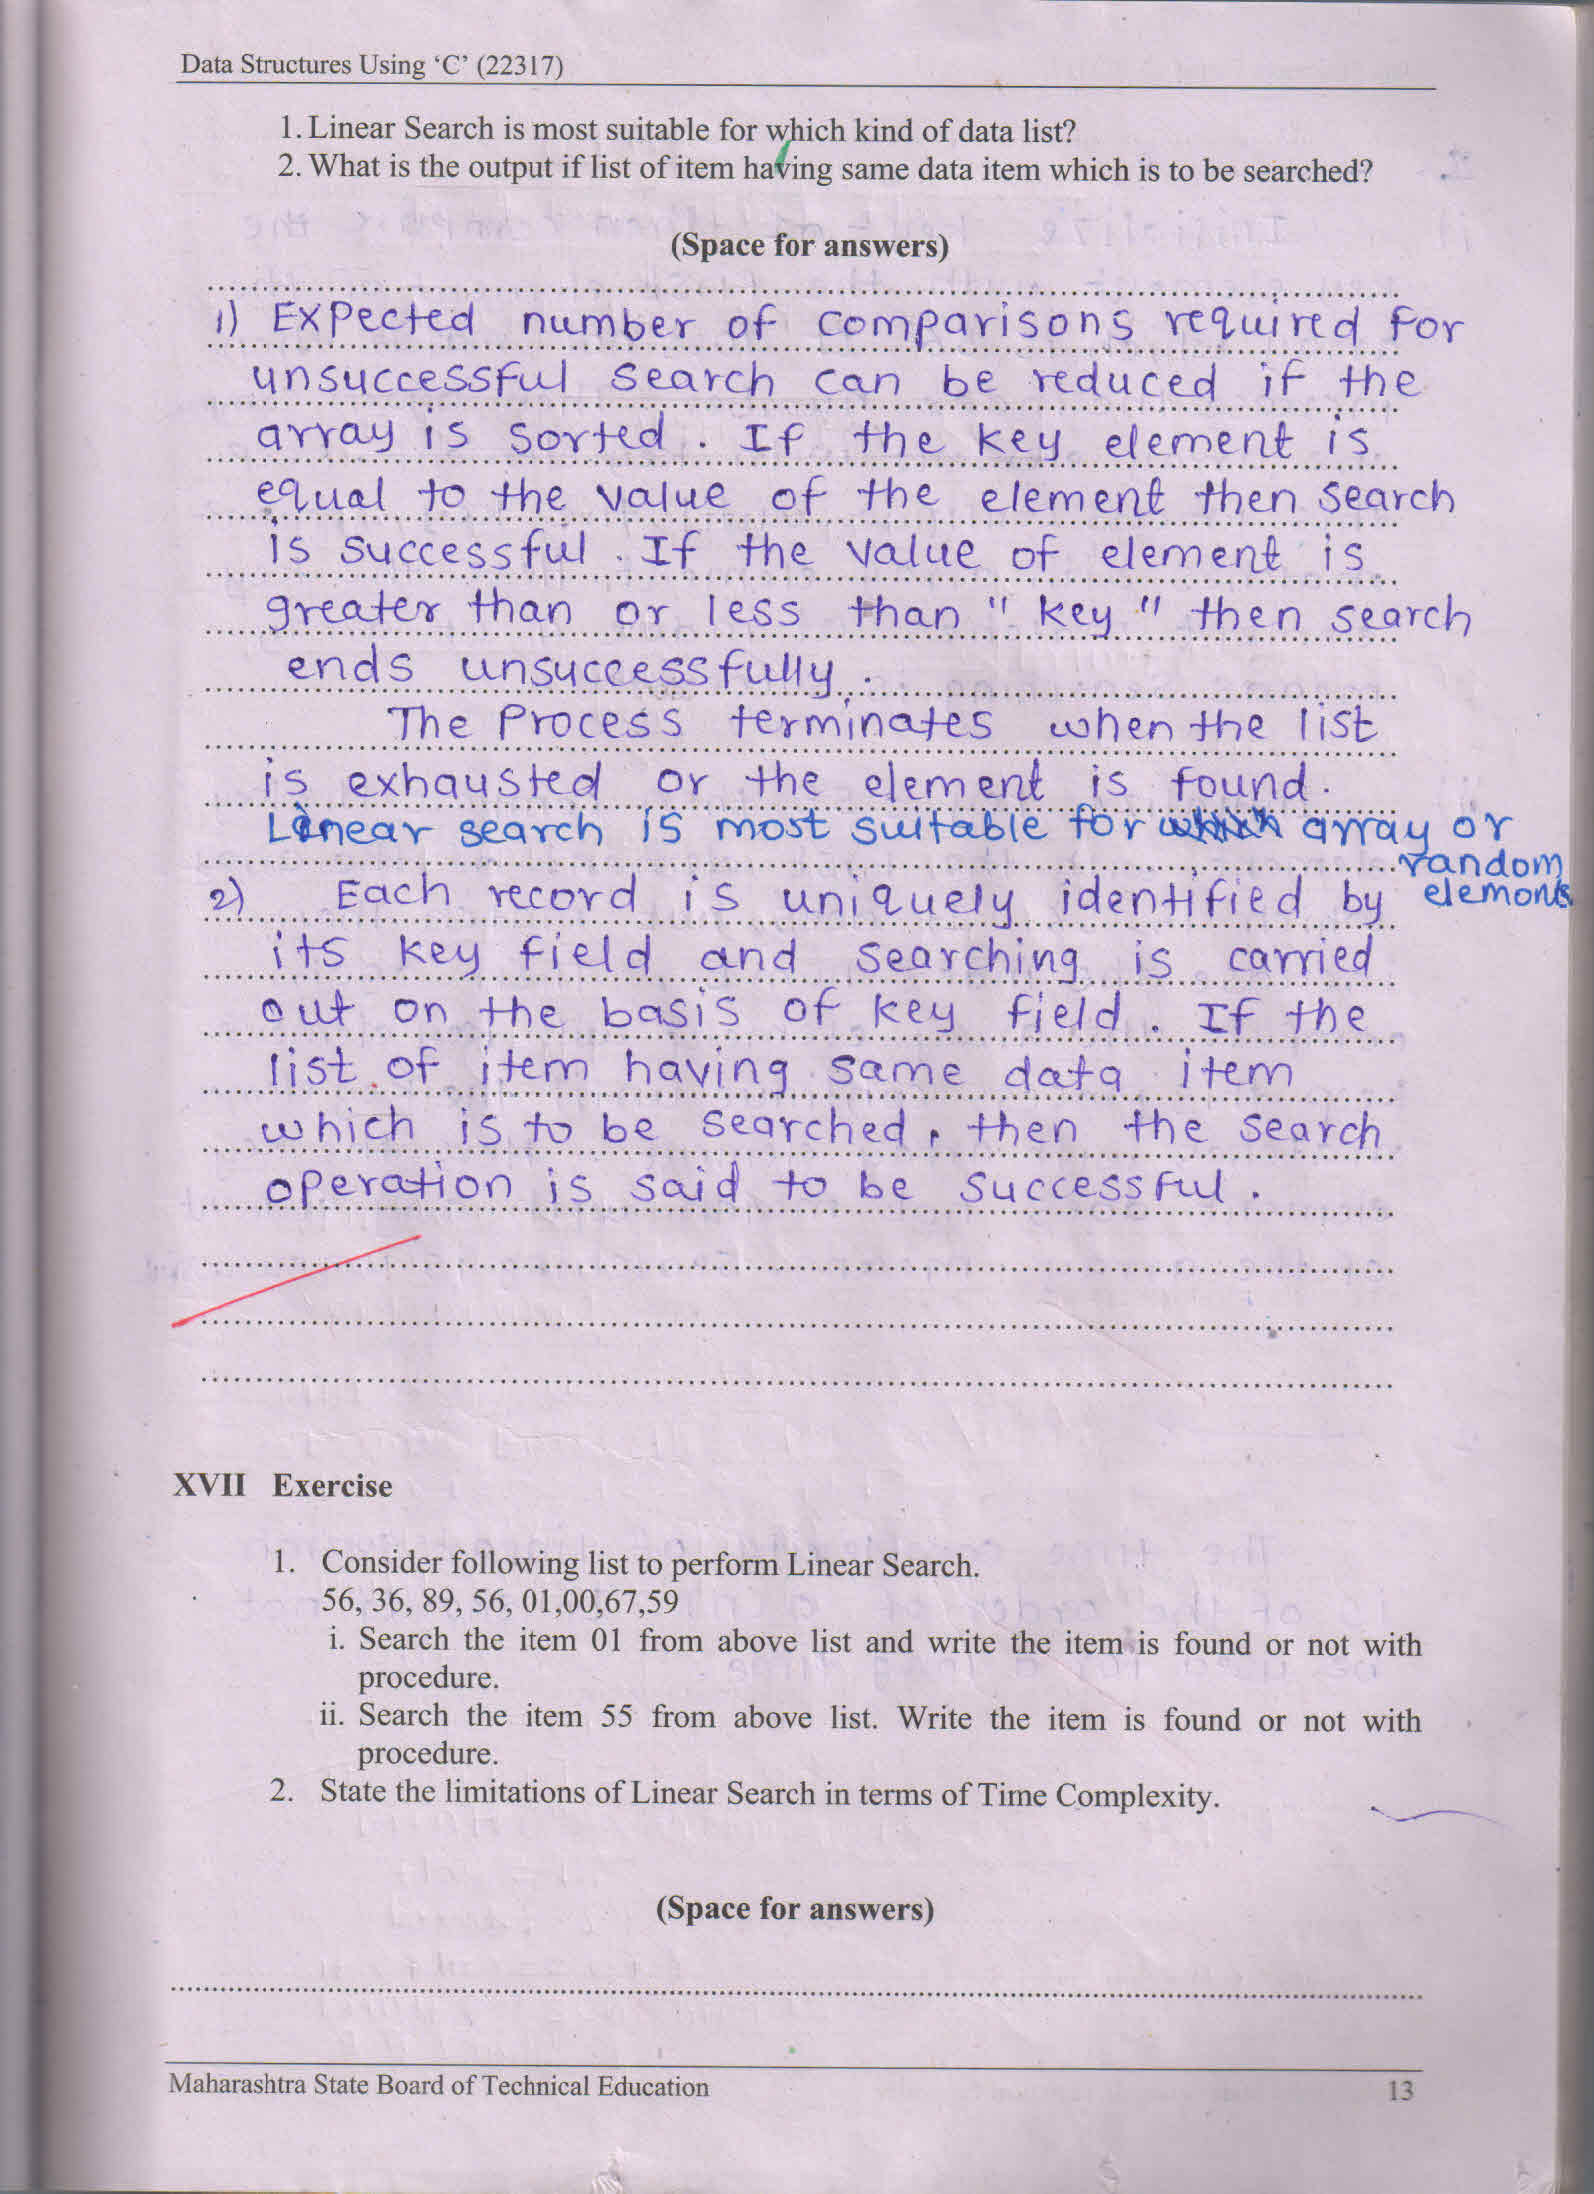 Data Structures Using ‘C’ (22317)
1. Linear Search is most suitable for which kind of data list?
2. What is the output if list of item having same data item which is to be searched?
(Space for answers)
1) Expected number of comparisons required for
unsuccessful search can be reduced if the
array is sorted. If the key element is
equal to the value of the element then search
is successful. If the value of element is
greater than or less than "key" then search
ends unsuccessfully.
The Process terminates when the list
is exhausted or the element is found.
Linear search is most suitable for array or
random
elements
2) Each record is uniquely identified by
its key field and searching is carried
out on the basis of key field. If the
list of item having same data item
which is to be searched, then the search
operation is said to be successful.
XVII Exercise
1. Consider following list to perform Linear Search.
56, 36, 89, 56, 01,00,67,59
i. Search the item 01 from above list and write the item is found or not with
procedure.
ii. Search the item 55 from above list. Write the item is found or not with
procedure.
2. State the limitations of Linear Search in terms of Time Complexity.
(Space for answers)
Maharashtra State Board of Technical Education 13